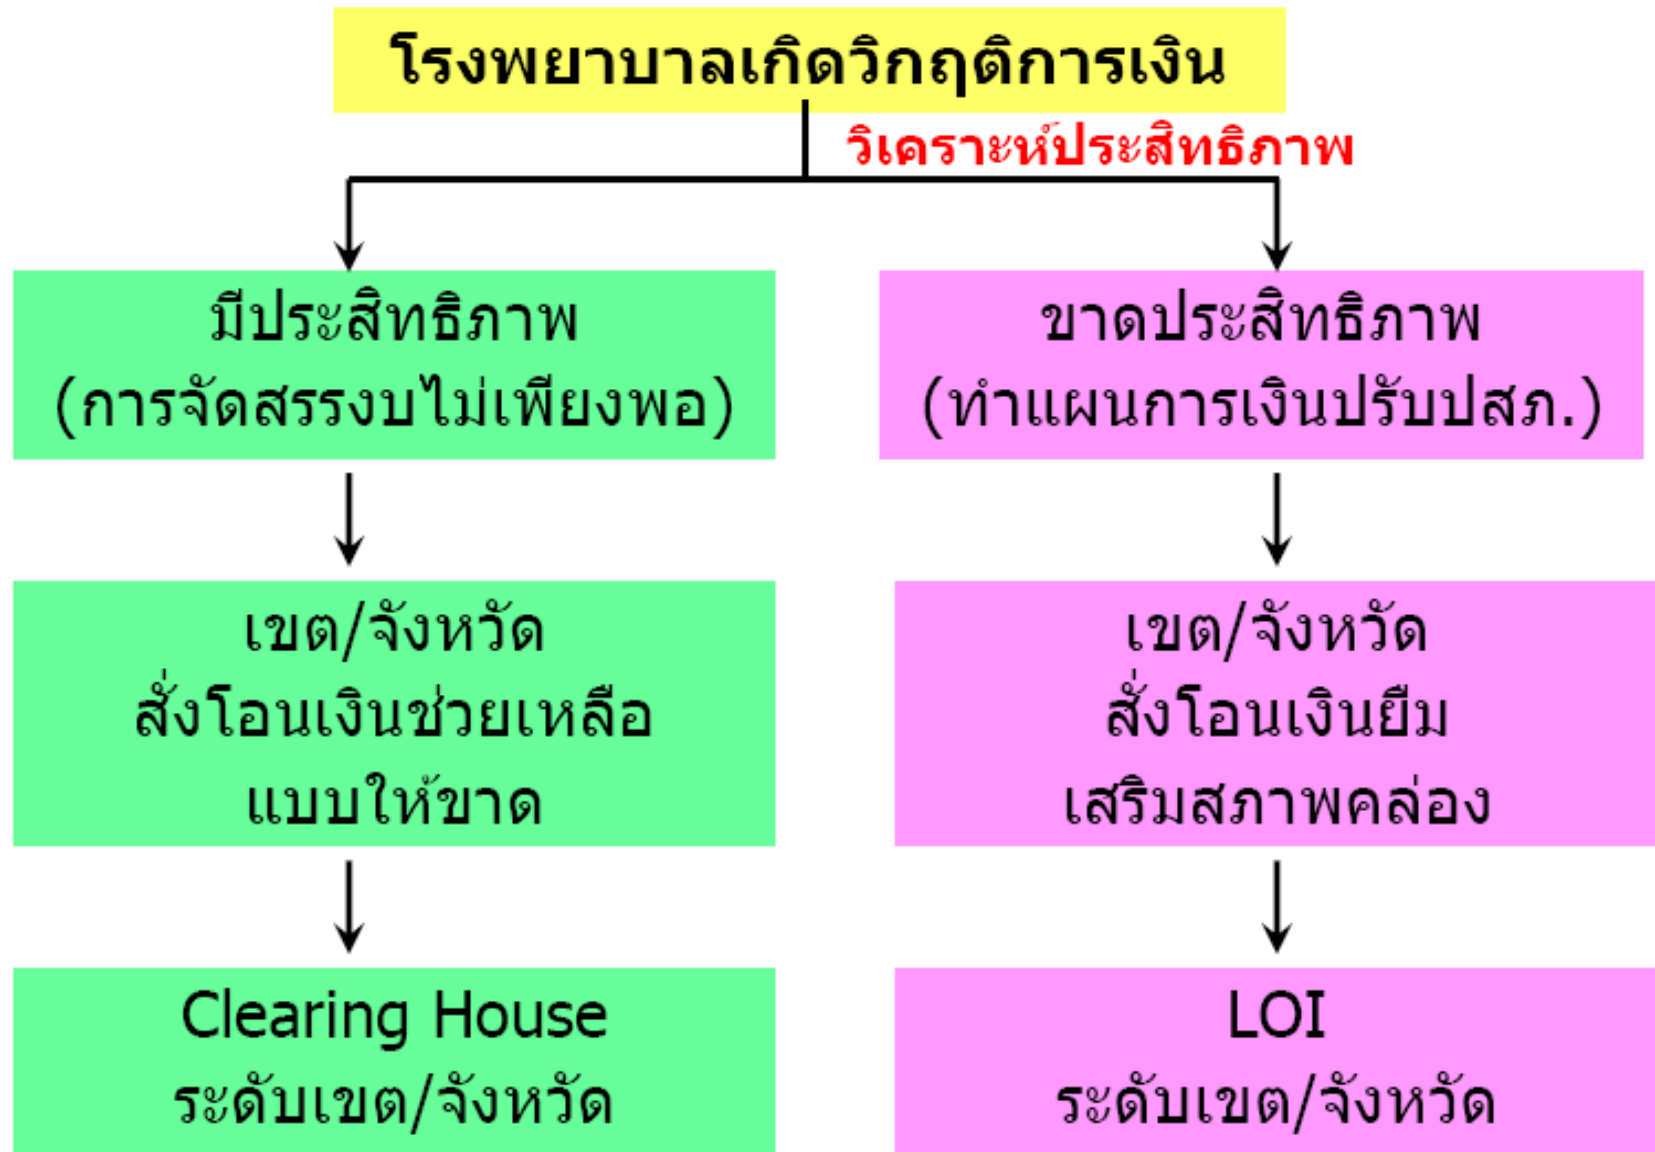 โรงพยาบาลเกิดวิกฤติการเงิน
วิเคราะห์ประสิทธิภาพ
มีประสิทธิภาพ
(การจัดสรรงบไม่เพียงพอ)
ขาดประสิทธิภาพ
(ทำแผนการเงินปรับปสภ.)
เขต/จังหวัด
สั่งโอนเงินช่วยเหลือ
แบบให้ขาด
เขต/จังหวัด
สั่งโอนเงินยืม
เสริมสภาพคล่อง
Clearing House
ระดับเขต/จังหวัด
LOI
ระดับเขต/จังหวัด